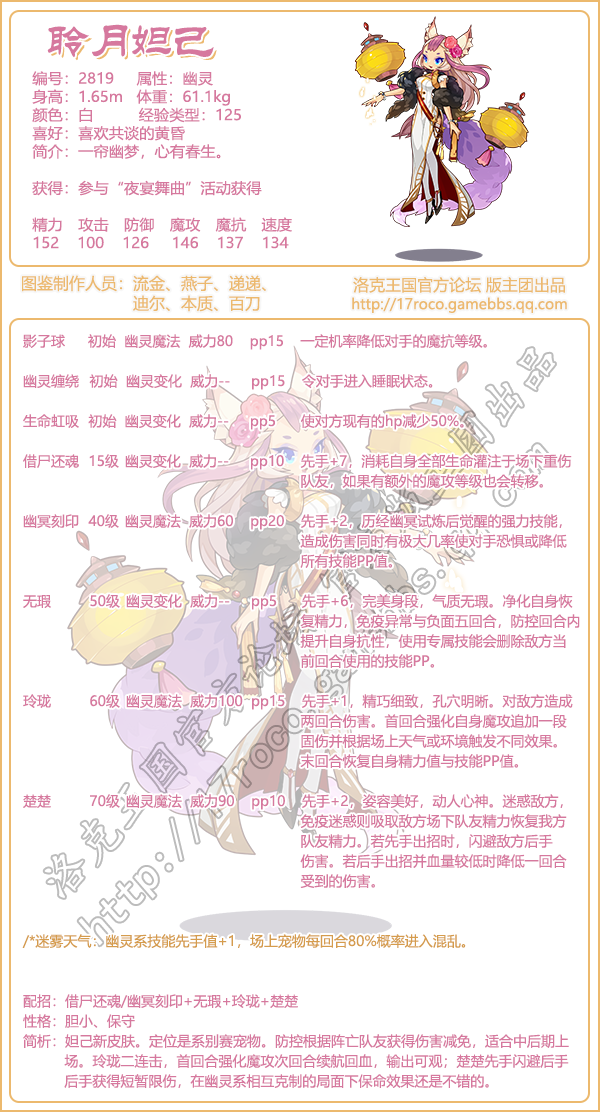 聆月妲己
编号：2819 属性：幽灵
身高：1.65m 体重：61.1kg
颜色：白 经验类型：125
喜好：喜欢共谈的黄昏
简介：一帘幽梦，心有春生。
获得：参与“夜宴舞曲”活动获得
精力 攻击 防御 魔攻 魔抗 速度
152 100 126 146 137 134
图鉴制作人员：流金、燕子、递递、
迪尔、本质、百刀
洛克王国官方论坛 版主团出品
http://17roco.gamebbs.qq.com
影子球 初始 幽灵魔法 威力80 pp15 一定机率降低对手的魔抗等级。
幽灵缠绕 初始 幽灵变化 威力-- pp15 令对手进入睡眠状态。
生命虹吸 初始 幽灵变化 威力-- pp5 使对方现有的hp减少50%。
借尸还魂 15级 幽灵变化 威力-- pp10 先手+7，消耗自身全部生命灌注于场下重伤
队友，如果有额外的魔攻等级也会转移。
幽冥刻印 40级 幽灵魔法 威力60 pp20 先手+2，历经幽冥试炼后觉醒的强力技能，
造成伤害同时有极大几率使对手恐惧或降低
所有技能PP值。
无瑕 50级 幽灵变化 威力-- pp5 先手+6，完美身段，气质无瑕。净化自身恢
复精力，免疫异常与负面五回合，防控回合内
提升自身抗性，使用专属技能会删除敌方当
前回合使用的技能PP。
玲珑 60级 幽灵魔法 威力100 pp15 先手+1，精巧细致，孔穴明晰。对敌方造成
两回合伤害。首回合强化自身魔攻追加一段
固伤并根据场上天气或环境触发不同效果。
末回合恢复自身精力值与技能PP值。
楚楚 70级 幽灵魔法 威力90 pp10 先手+2，姿容美好，动人心神。迷惑敌方，
免疫迷惑则吸取敌方场下队友精力恢复我方
队友精力。若先手出招时，闪避敌方后手
伤害。若后手出招并血量较低时降低一回合
受到的伤害。
洛克王国官方论坛 版主团出品
http://17roco.gamebbs.qq.com
/*迷雾天气：幽灵系技能先手值+1，场上宠物每回合80%概率进入混乱。
配招：借尸还魂/幽冥刻印+无瑕+玲珑+楚楚
性格：胆小、保守
简析：妲己新皮肤。定位是系别赛宠物。防控根据阵亡队友获得伤害减免，适合中后期上
场。玲珑二连击，首回合强化魔攻次回合续航回血，输出可观；楚楚先手闪避后手
后手获得短暂限伤，在幽灵系相互克制的局面下保命效果还是不错的。